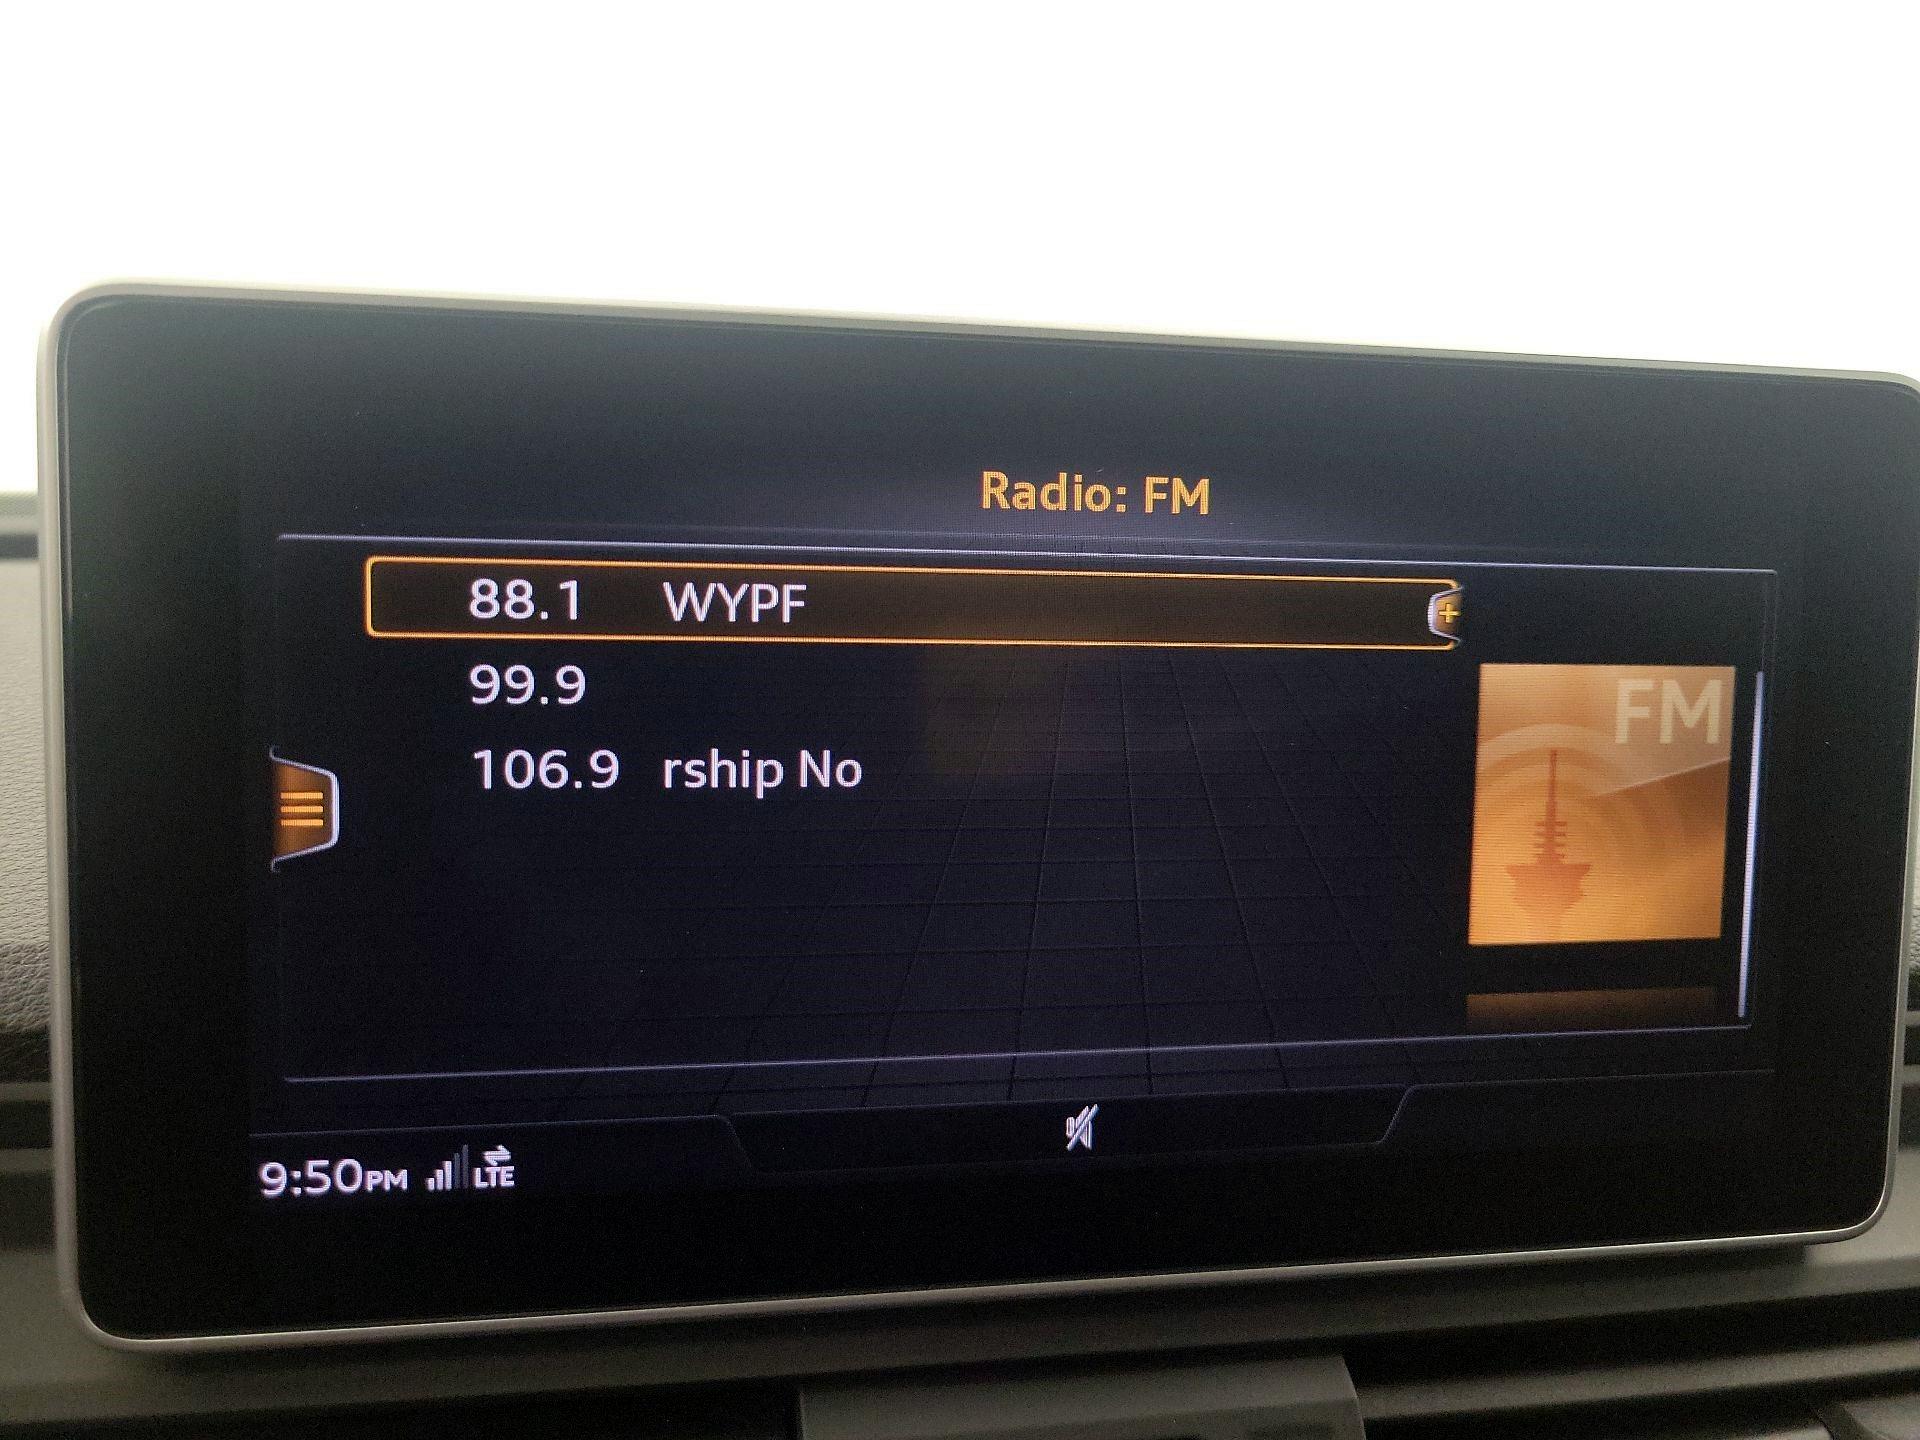 Radio: FM
88.1 WYPF
99.9
106.9 rship No
FM
9:50PM LTE